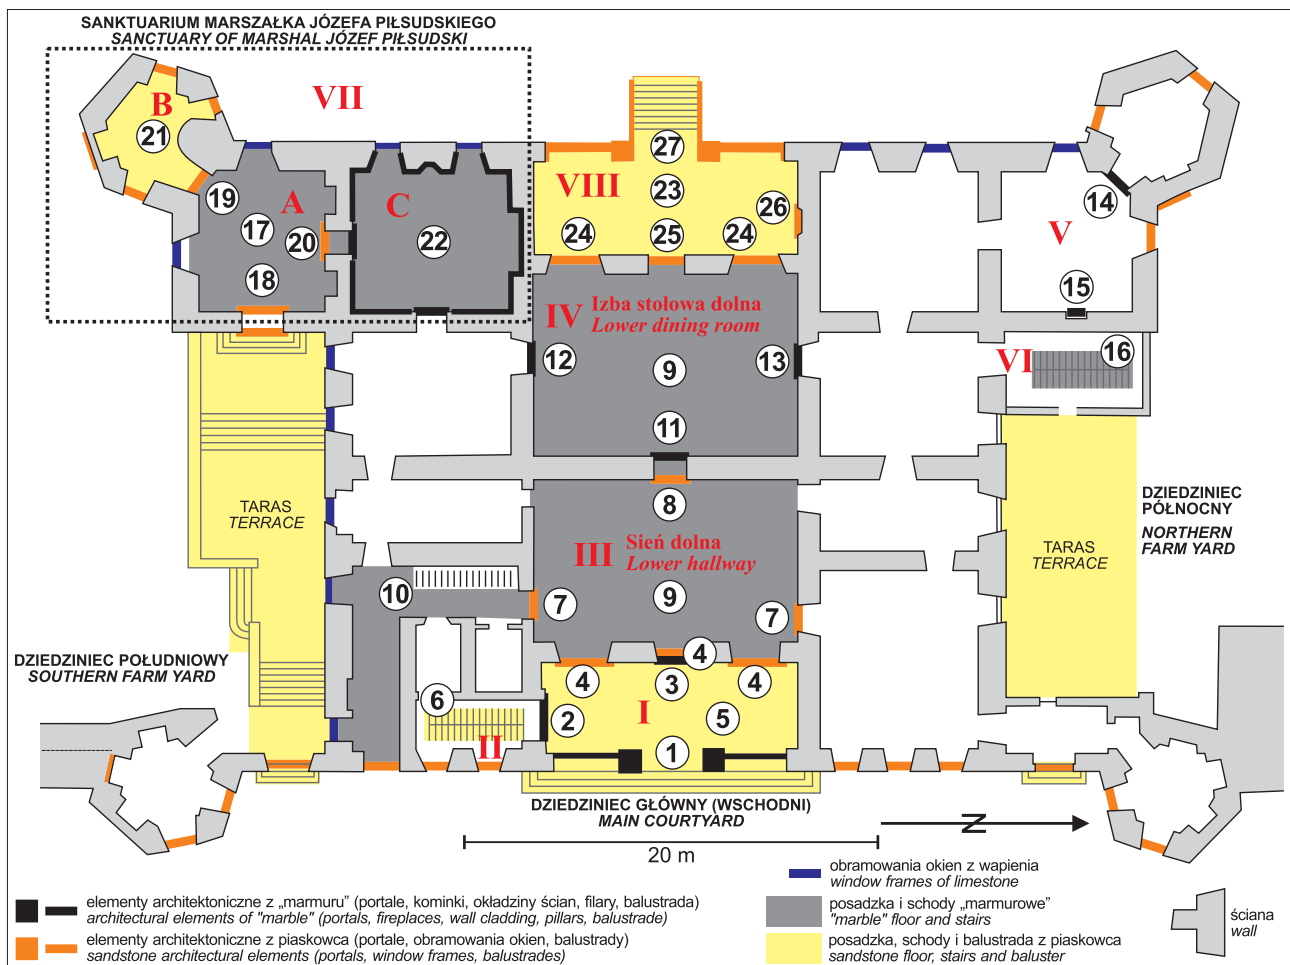 SANKTUARIUM MARSZAŁKA JÓZEFA PIŁSUDSKIEGO
SANCTUARY OF MARSHAL JÓZEF PIŁSUDSKI
VII
B
21
27
VIII
23
26
19
A
C
14
17
20
22
24
25
24
V
18
15
IV
Izba stołowa dolna
Lower dining room
12
9
13
VI
16
11
8
TARAS
TERRACE
III
Sień dolna
Lower hallway
DZIEDZINIEC
PÓŁNOCNY
NORTHERN
FARM YARD
TARAS
TERRACE
10
7
9
7
DZIEDZINIEC POŁUDNIOWY
SOUTHERN FARM YARD
4
4
3
4
6
2
I
5
II
1
DZIEDZINIEC GŁÓWNY (WSCHODNI)
MAIN COURTYARD
N
20 m
elementy architektoniczne z „marmuru” (portale, kominki, okładziny ścian, filary, balustrada)
architectural elements of "marble" (portals, fireplaces, wall cladding, pillars, balustrade)
elementy architektoniczne z piaskowca (portale, obramowania okien, balustrady)
sandstone architectural elements (portals, window frames, balustrades)
obramowania okien z wapienia
window frames of limestone
posadzka i schody „marmurowe”
"marble" floor and stairs
posadzka, schody i balustrada z piaskowca
sandstone floor, stairs and baluster
ściana
wall